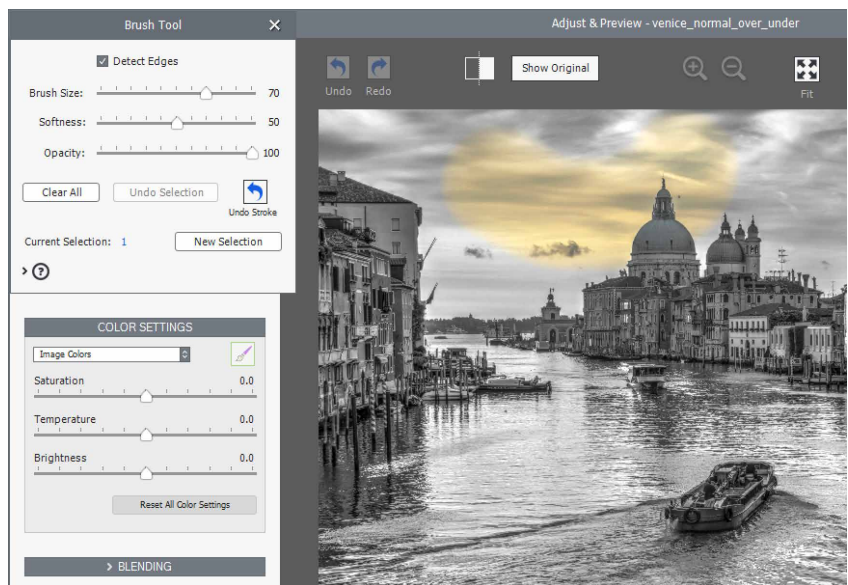 Brush Tool
Adjust & Preview - venice_normal_over_under
Detect Edges
Brush Size: 70
Softness: 50
Opacity: 100
Clear All Undo Selection
Undo Stroke
Current Selection: 1 New Selection
> ?
Undo Redo
Show Original
Fit
COLOR SETTINGS
Image Colors
Saturation 0.0
Temperature 0.0
Brightness 0.0
Reset All Color Settings
> BLENDING